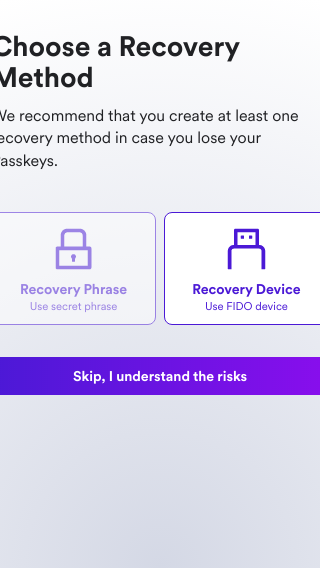 Choose a Recovery
Method
We recommend that you create at least one
recovery method in case you lose your
Passkeys.
Recovery Phrase
Use secret phrase
Recovery Device
Use FIDO device
Skip, I understand the risks